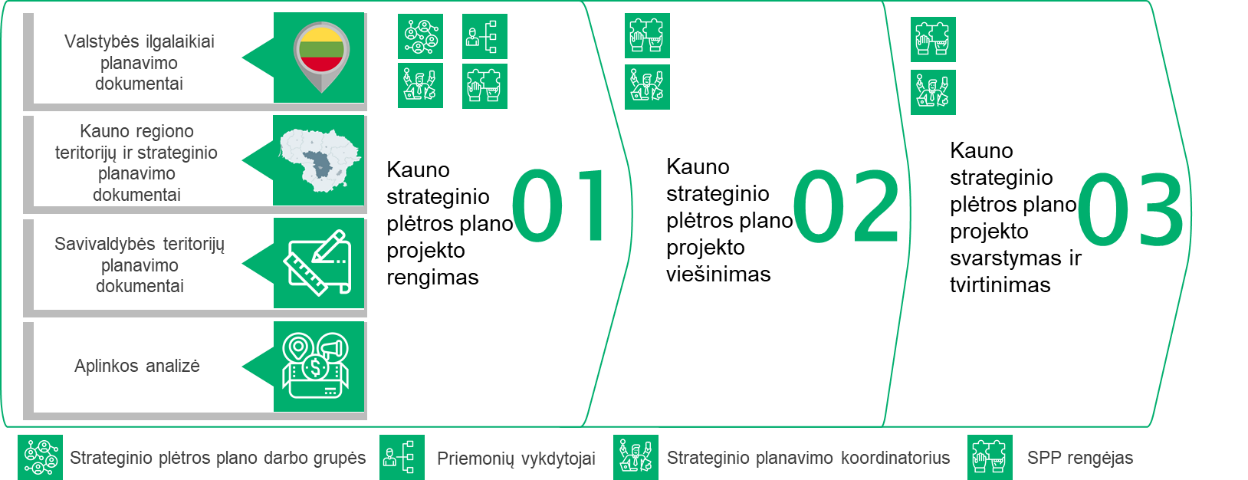 Valstybės ilgalaikiai
planavimo
dokumentai
Kauno regiono
teritorijų ir strateginio
planavimo
dokumentai
Savivaldybės teritorijų
planavimo
dokumentai
Aplinkos analizė
Kauno
strateginio
plėtros plano
projekto
rengimas
01
Kauno
strateginio
plėtros plano
projekto
viešinimas
02
Kauno
strateginio
plėtros plano
projekto
svarstymas ir
tvirtinimas
03
Strateginio plėtros plano darbo grupės
Priemonių vykdytojai
Strateginio planavimo koordinatorius
SPP rengėjas